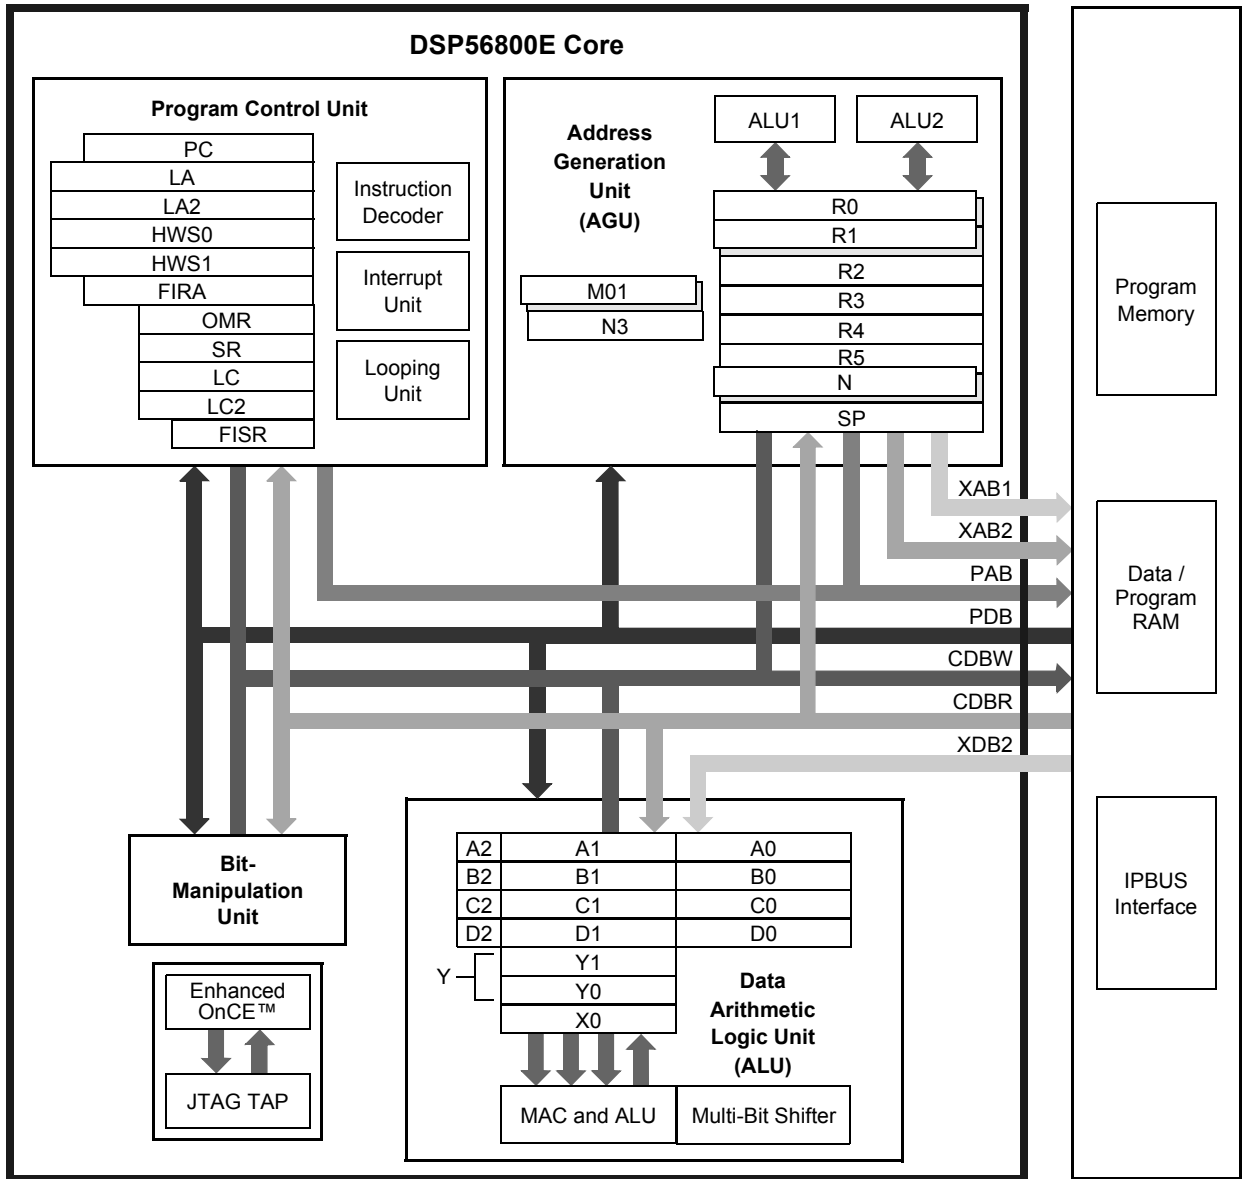 DSP56800E Core
Program Control Unit
PC
LA
LA2
HWS0
HWS1
FIRA
OMR
SR
LC
LC2
FISR
Instruction
Decoder
Interrupt
Unit
Looping
Unit
Address
Generation
Unit
(AGU)
ALU1
ALU2
R0
R1
R2
R3
R4
R5
N
SP
M01
N3
XAB1
XAB2
PAB
PDB
CDBW
CDBR
XDB2
Program
Memory
Data /
Program
RAM
IPBUS
Interface
Bit-
Manipulation
Unit
Enhanced
OnCE™
JTAG TAP
A2 A1 A0
B2 B1 B0
C2 C1 C0
D2 D1 D0
Y
Y1
Y0
X0
Data
Arithmetic
Logic Unit
(ALU)
MAC and ALU
Multi-Bit Shifter